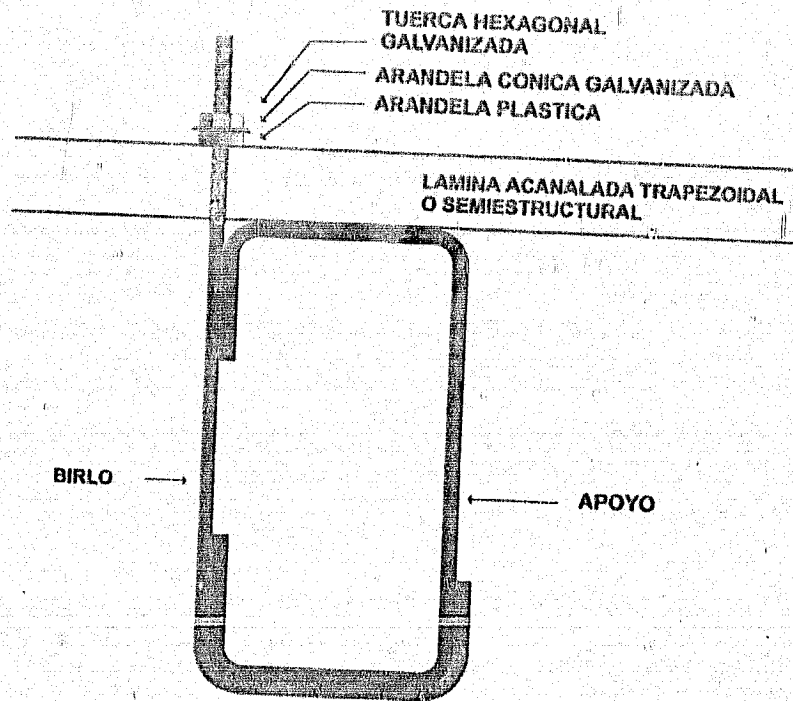 TUERCA HEXAGONAL
GALVANIZADA
ARANDELA CONICA GALVANIZADA
ARANDELA PLASTICA
LAMINA ACANALADA TRAPEZOIDAL
O SEMIESTRUCTURAL
BIRLO
APOYO